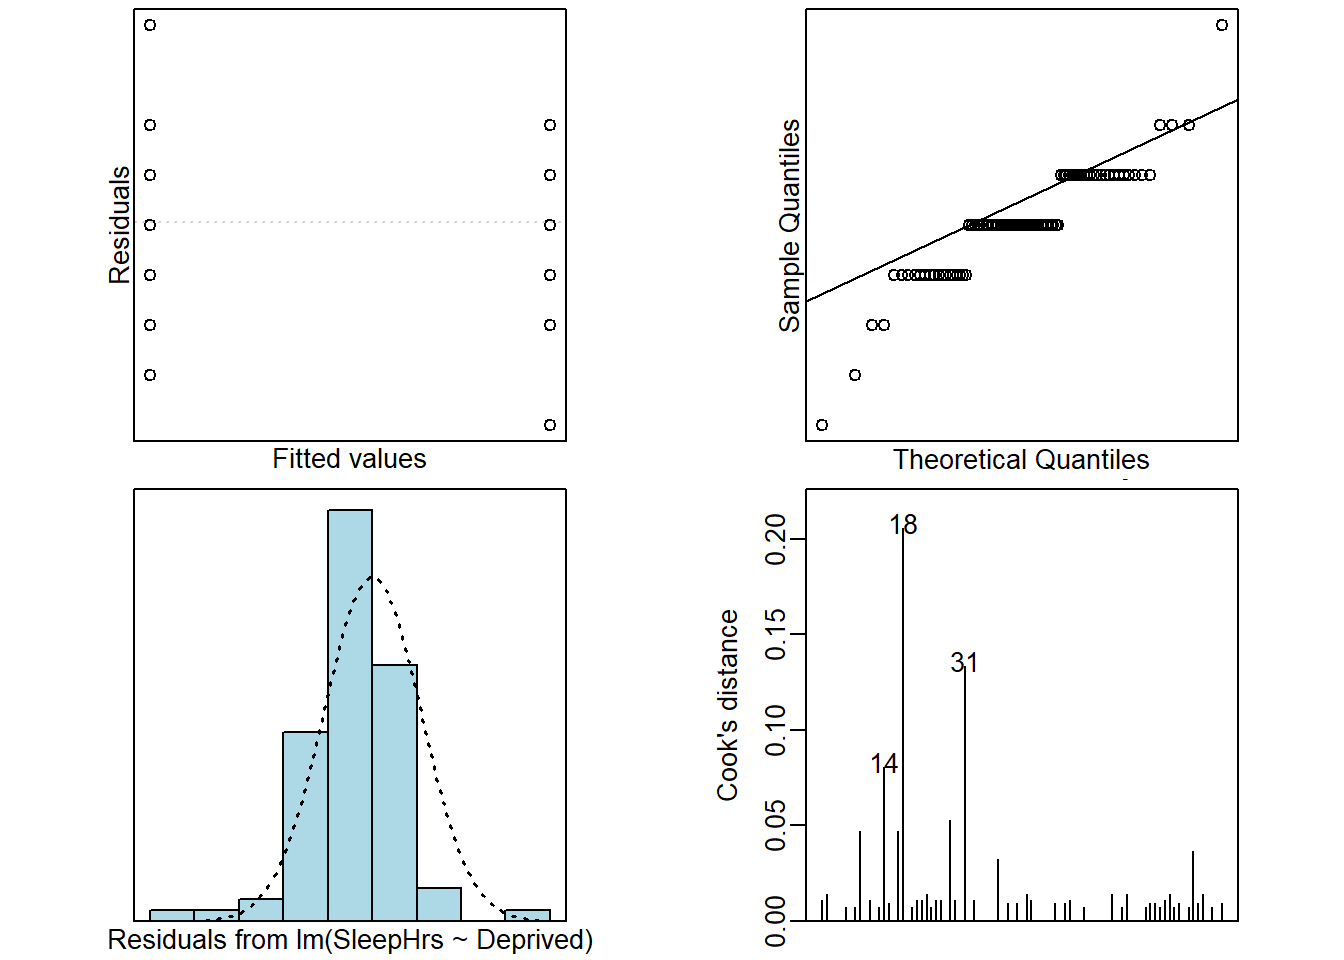 Residuals
Fitted values
Sample Quantiles
Theoretical Quantiles
Residuals from lm(SleepHrs ~ Deprived)
Cook's distance
0.20
0.15
0.10
0.05
0.00
18
31
14